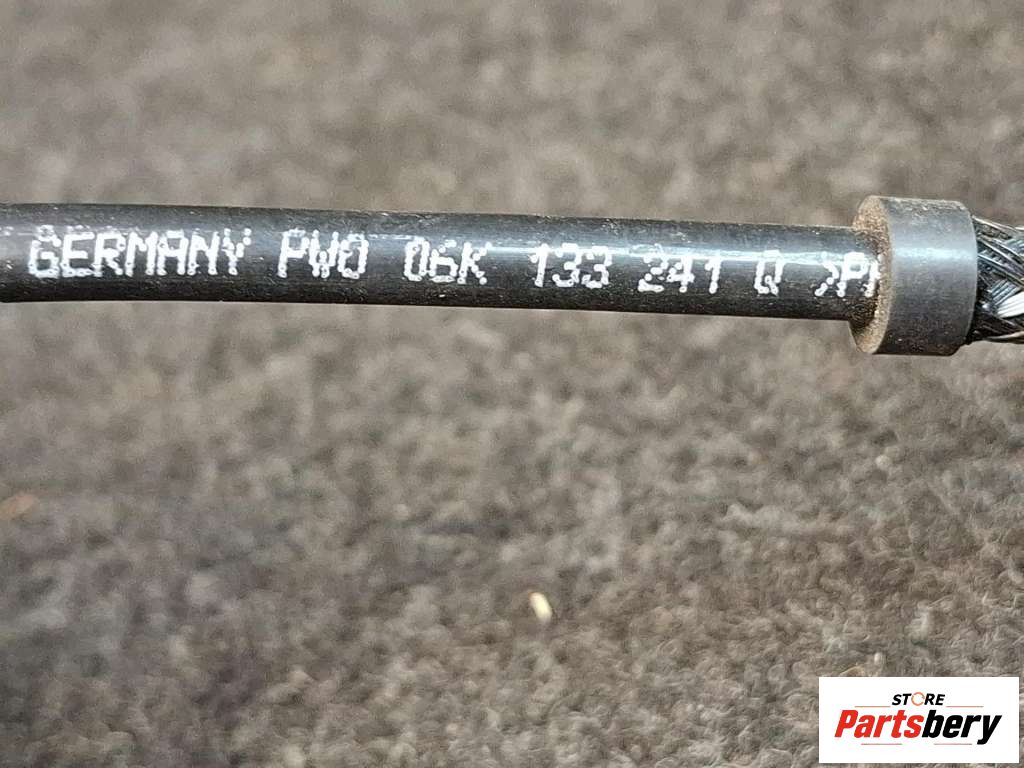 GERMANY PWO 06K 133 241 Q >P
STORE
Partsbery